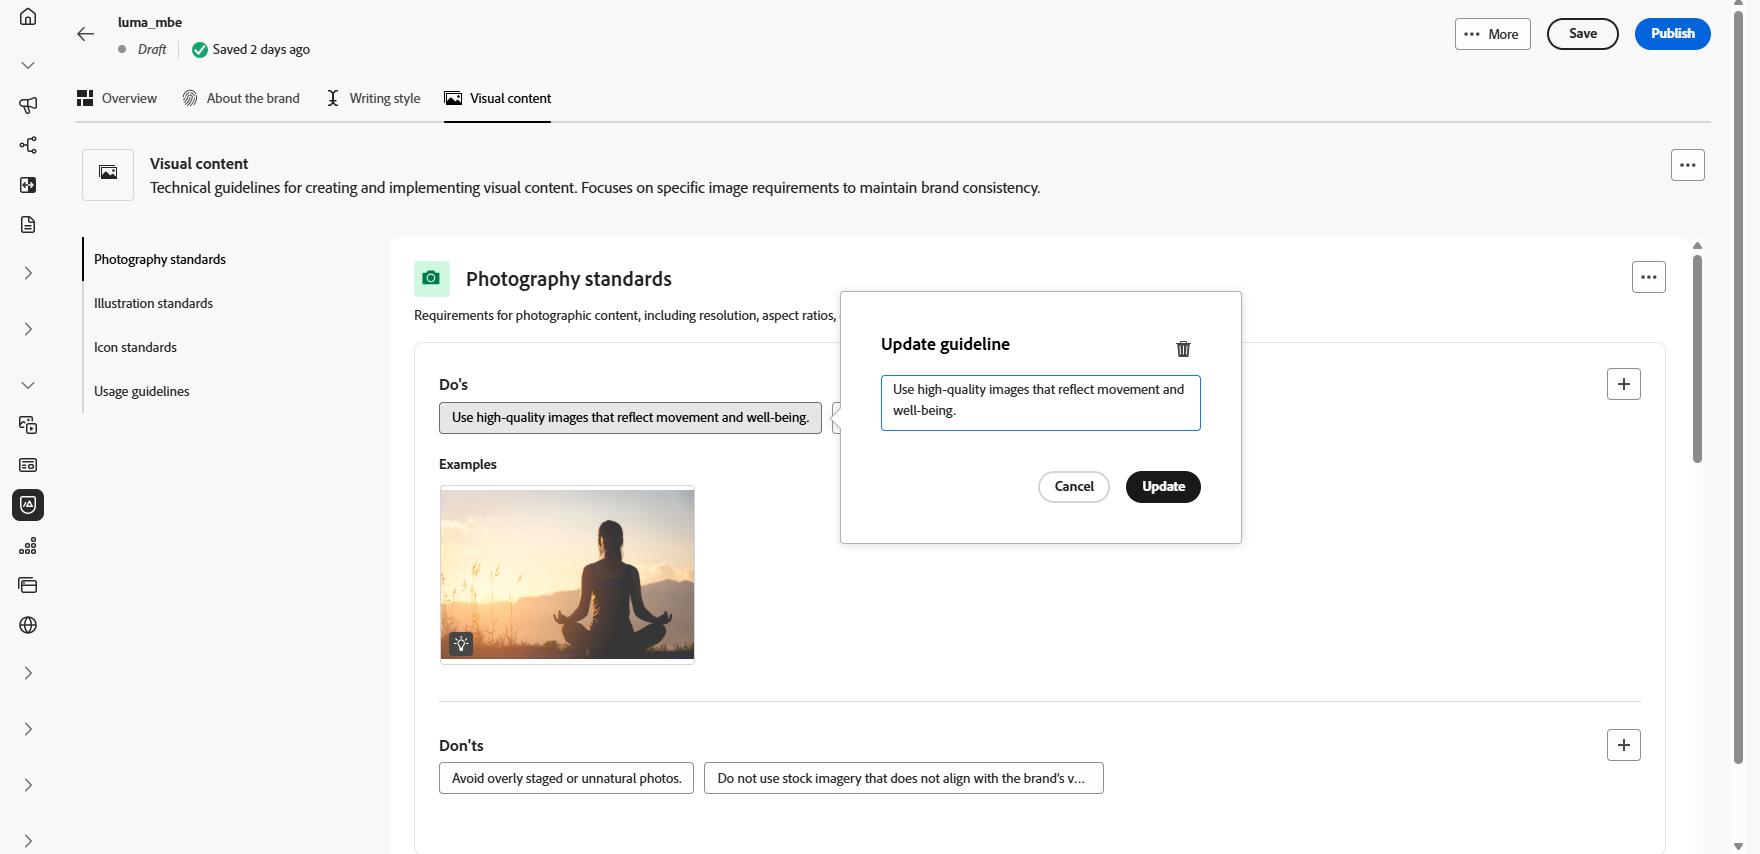 luma_mbe
Draft
Saved 2 days ago
More
Save
Publish
Overview
About the brand
Writing style
Visual content
Visual content
Technical guidelines for creating and implementing visual content. Focuses on specific image requirements to maintain brand consistency.
Photography standards
Illustration standards
Icon standards
Usage guidelines
Photography standards
Requirements for photographic content, including resolution, aspect ratios,
Do's
Use high-quality images that reflect movement and well-being.
Examples
Update guideline
Use high-quality images that reflect movement and
well-being.
Cancel
Update
Don'ts
Avoid overly staged or unnatural photos.
Do not use stock imagery that does not align with the brand's v...